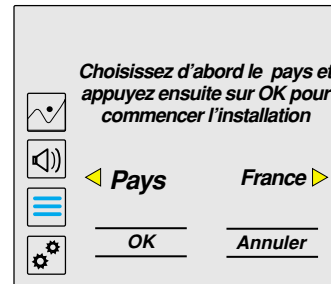 Choisissez d'abord le pays et
appuyez ensuite sur OK pour
commencer l'installation
Pays France
OK Annuler